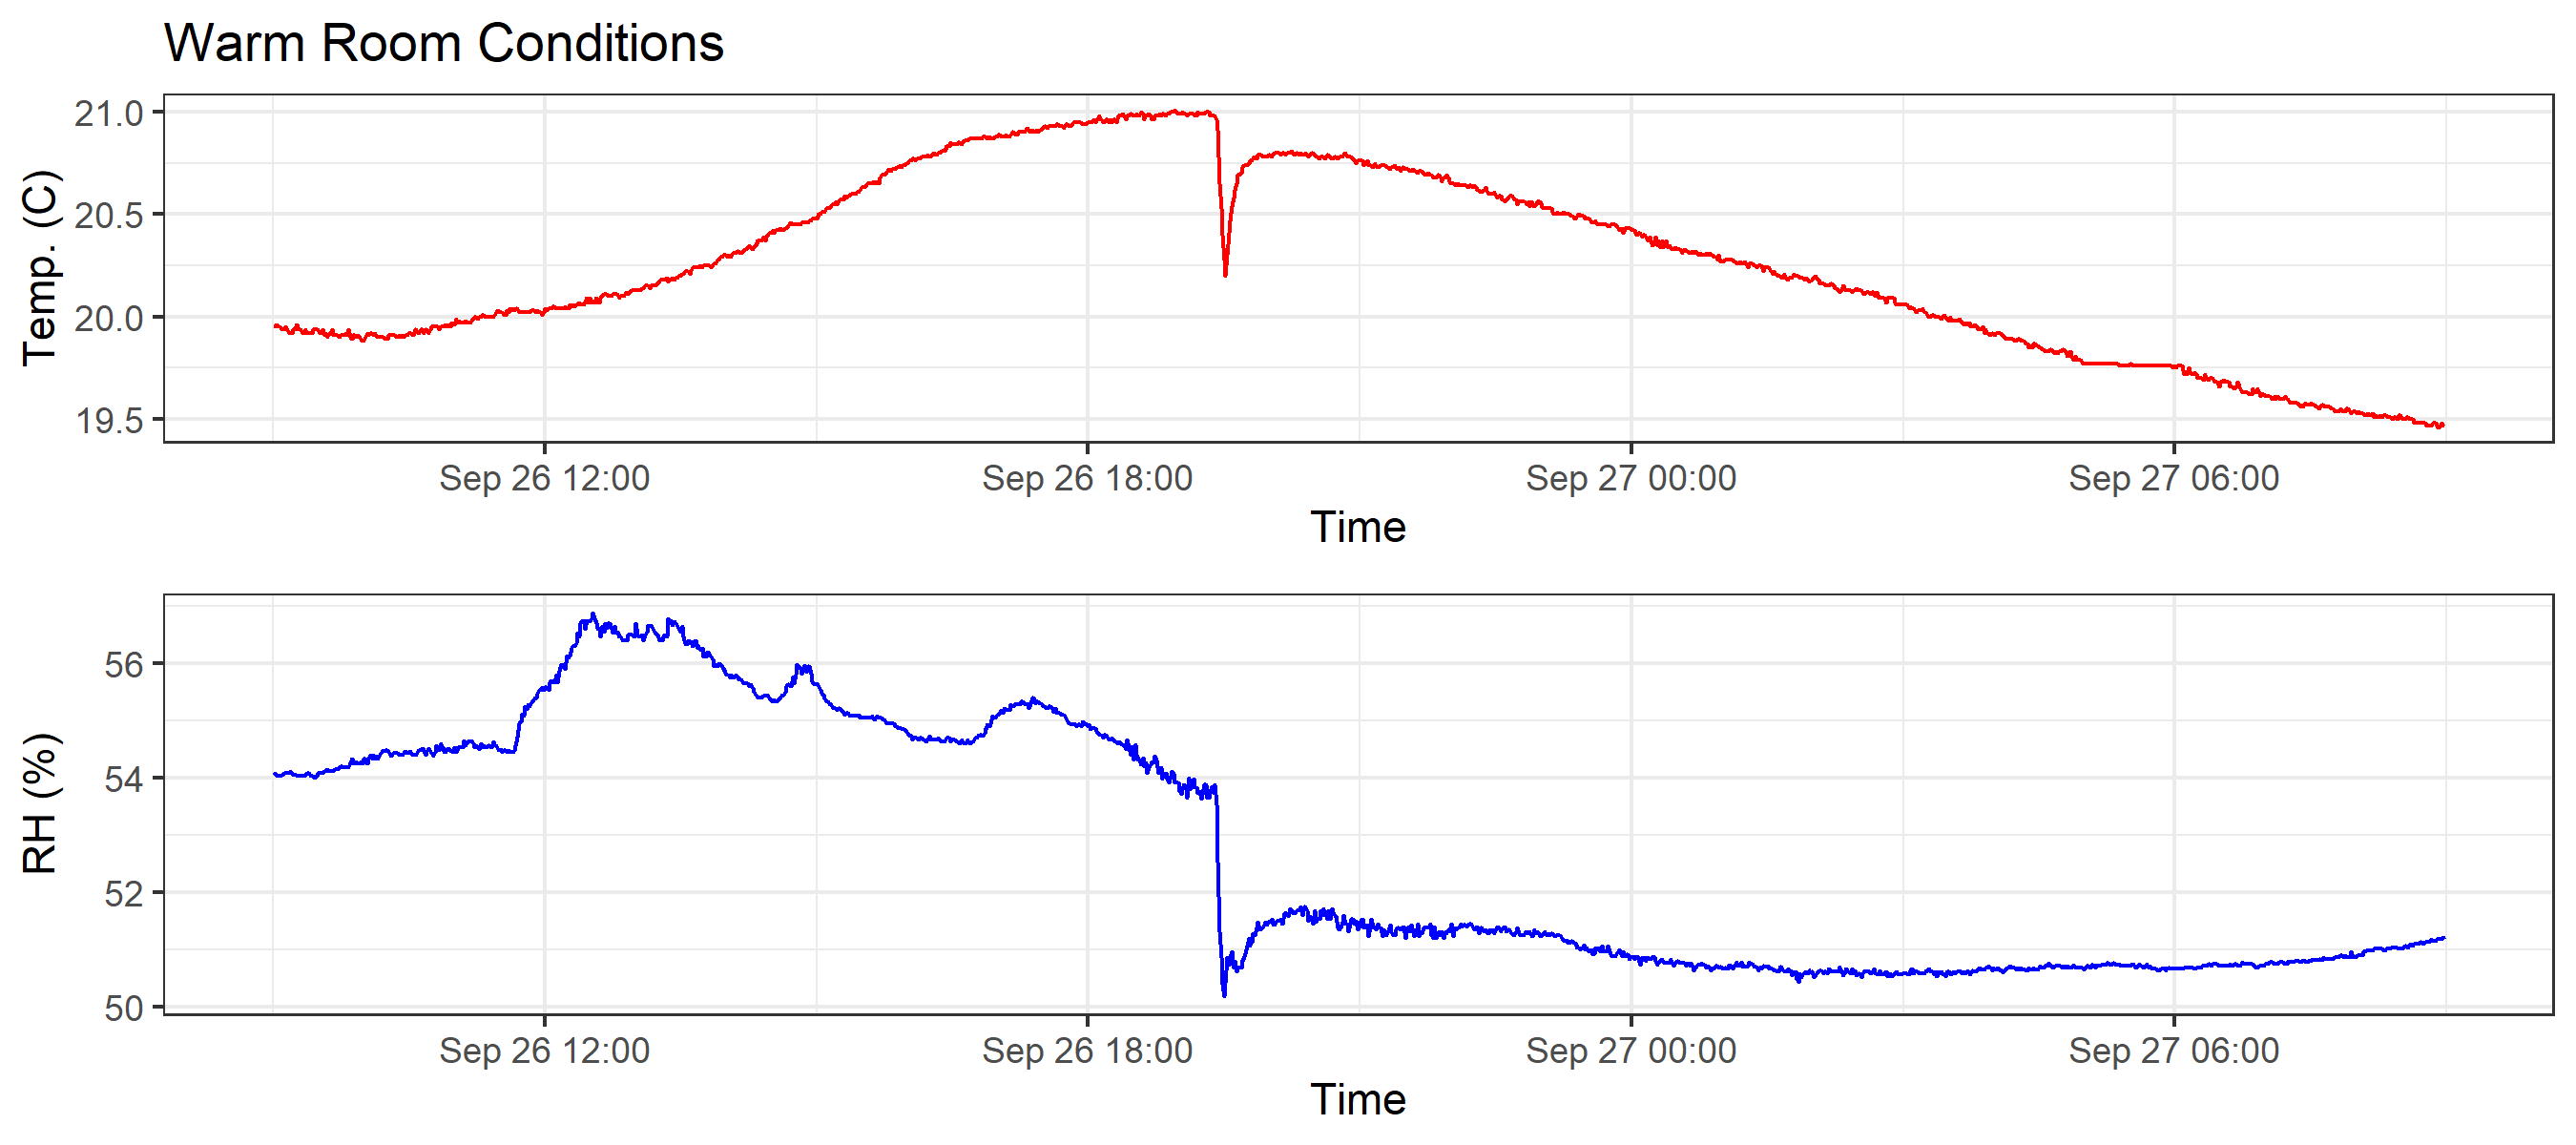 Warm Room Conditions
Temp. (C)
21.0
20.5
20.0
19.5
Sep 26 12:00 Sep 26 18:00 Sep 27 00:00 Sep 27 06:00
Time
RH (%)
56
54
52
50
Sep 26 12:00 Sep 26 18:00 Sep 27 00:00 Sep 27 06:00
Time